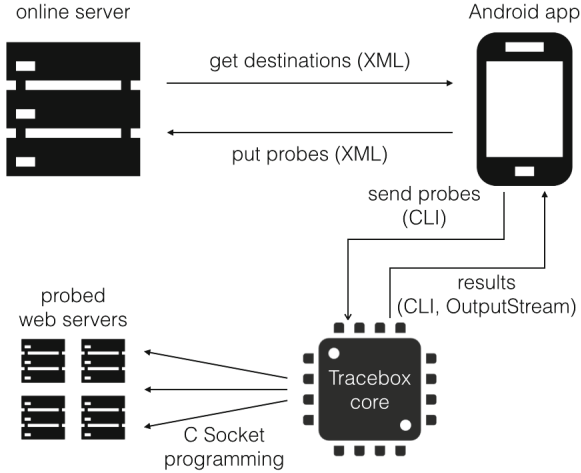 online server
Android app
get destinations (XML)
put probes (XML)
send probes
(CLI)
results
(CLI, OutputStream)
probed
web servers
Tracebox
core
C Socket
programming